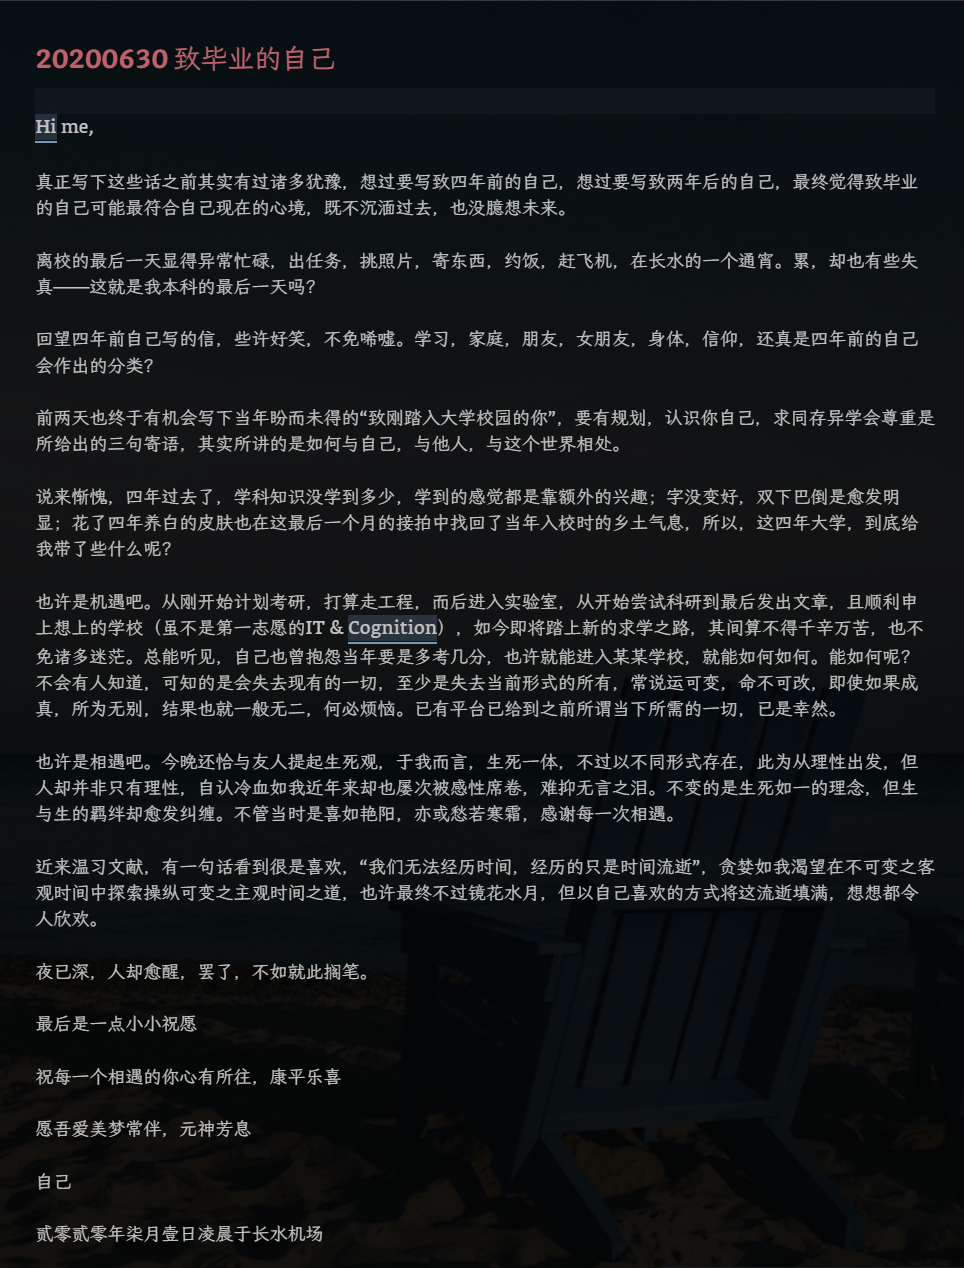 20200630 致毕业的自己
Hi me,
真正写下这些话之前其实有过诸多犹豫，想过要写致四年前的自己，想过要写致两年后的自己，最终觉得致毕业
的自己可能最符合自己现在的心境，既不沉湎过去，也没臆想未来。
离校的最后一天显得异常忙碌，出任务，挑照片，寄东西，约饭，赶飞机，在长水的一个通宵。累，却也有些失
真——这就是我本科的最后一天吗？
回望四年前自己写的信，些许好笑，不免唏嘘。学习，家庭，朋友，女朋友，身体，信仰，还真是四年前的自己
会作出的分类？
前两天也终于有机会写下当年盼而未得的“致刚踏入大学校园的你”，要有规划，认识你自己，求同存异学会尊重是
所给出的三句寄语，其实所讲的是如何与自己，与他人，与这个世界相处。
说来惭愧，四年过去了，学科知识没学到多少，学到的感觉都是靠额外的兴趣；字没变好，双下巴倒是愈发明
显；花了四年养白的皮肤也在这最后一个月的接拍中找回了当年入校时的乡土气息，所以，这四年大学，到底给
我带了些什么呢？
也许是机遇吧。从刚开始计划考研，打算走工程，而后进入实验室，从开始尝试科研到最后发出文章，且顺利申
上想上的学校（虽不是第一志愿的IT & Cognition），如今即将踏上新的求学之路，其间算不得千辛万苦，也不
免诸多迷茫。总能听见，自己也曾抱怨当年要是多考几分，也许就能进入某某学校，就能如何如何。能如何呢？
不会有人知道，可知的是会失去现有的一切，至少是失去当前形式的所有，常说运可变，命不可改，即使如果成
真，所为无别，结果也就一般无二，何必烦恼。已有平台已给到之前所谓当下所需的一切，已是幸然。
也许是相遇吧。今晚还恰与友人提起生死观，于我而言，生死一体，不过以不同形式存在，此为从理性出发，但
人却并非只有理性，自认冷血如我近年来却也屡次被感性席卷，难抑无言之泪。不变的是生死如一的理念，但生
与生的羁绊却愈发纠缠。不管当时是喜如艳阳，亦或愁若寒霜，感谢每一次相遇。
近来温习文献，有一句话看到很是喜欢，“我们无法经历时间，经历的只是时间流逝”，贪婪如我渴望在不可变之客
观时间中探索操纵可变之主观时间之道，也许最终不过镜花水月，但以自己喜欢的方式将这流逝填满，想想都令
人欣欢。
夜已深，人却愈醒，罢了，不如就此搁笔。
最后是一点小小祝愿
祝每一个相遇的你心有所往，康平乐喜
愿吾爱美梦常伴，元神芳息
自己
贰零贰零年柒月壹日凌晨于长水机场